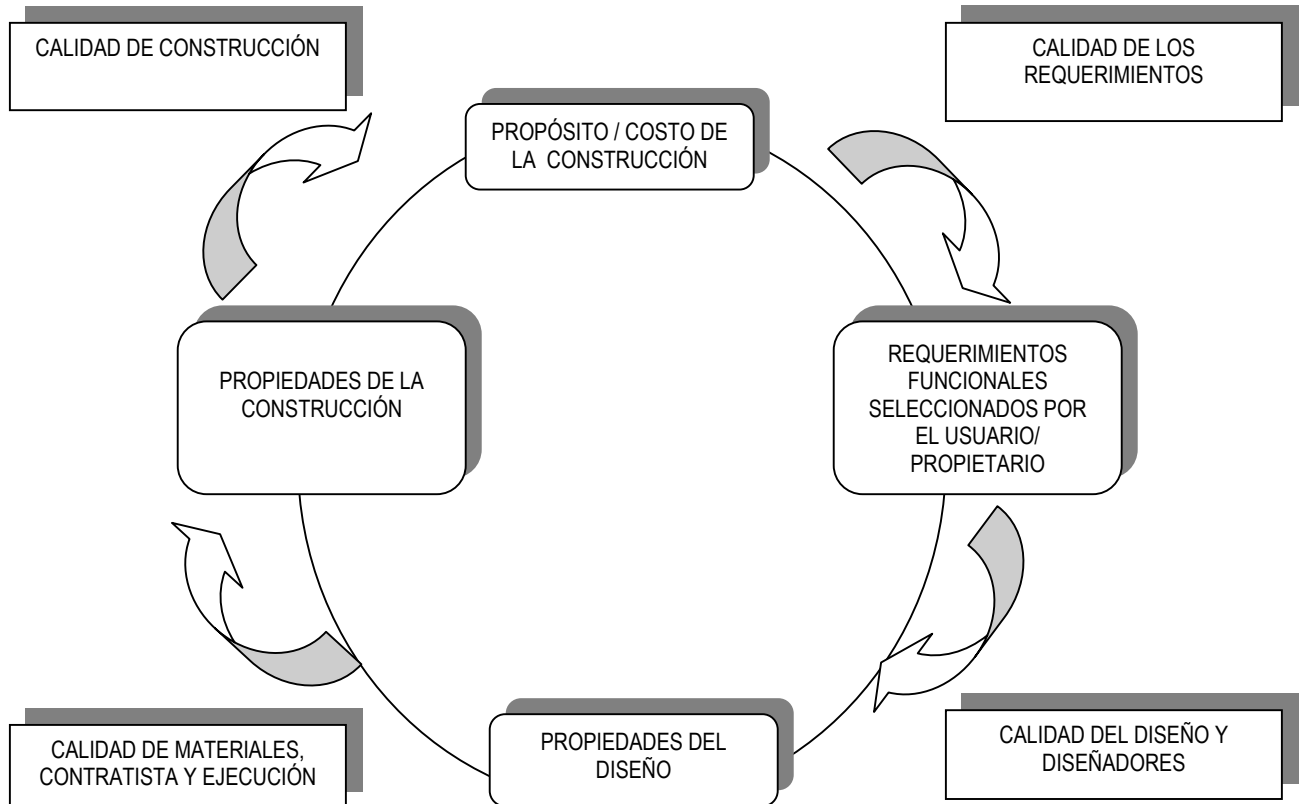 CALIDAD DE CONSTRUCCIÓN
CALIDAD DE LOS
REQUERIMIENTOS
PROPÓSITO / COSTO DE
LA CONSTRUCCIÓN
PROPIEDADES DE LA
CONSTRUCCIÓN
REQUERIMIENTOS
FUNCIONALES
SELECCIONADOS POR
EL USUARIO/
PROPIETARIO
CALIDAD DE MATERIALES,
CONTRATISTA Y EJECUCIÓN
PROPIEDADES DEL
DISEÑO
CALIDAD DEL DISEÑO Y
DISEÑADORES